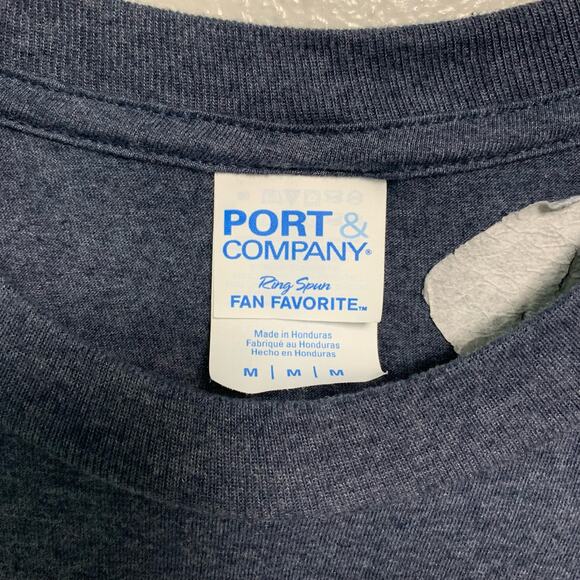 PORT &
COMPANY®
Ring Spun
FAN FAVORITE™
Made in Honduras
Fabriqué au Honduras
Hecho en Honduras
M | M | M